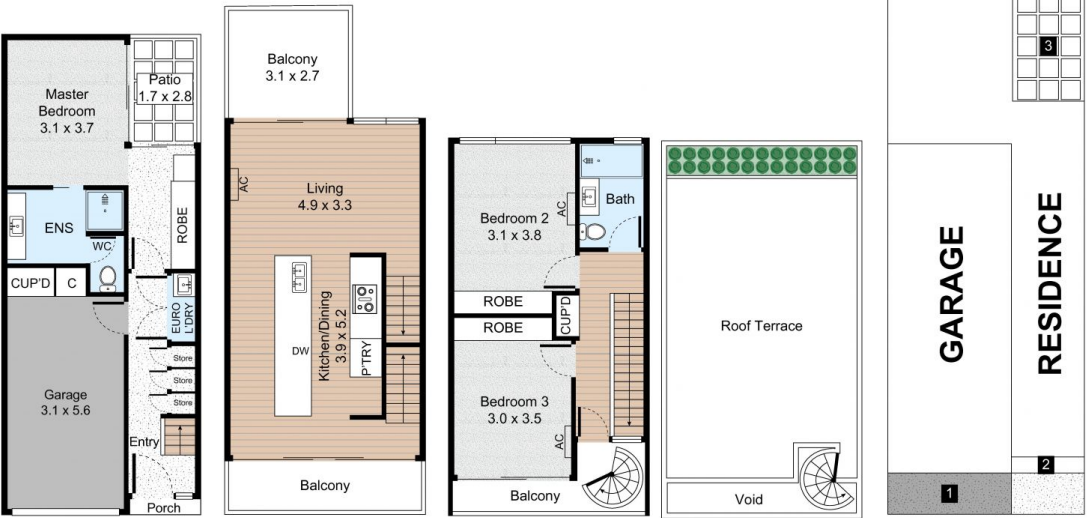 Master
Bedroom
3.1 x 3.7
Patio
1.7 x 2.8
ENS
WC
ROBE
CUP'D
C
EURO
L'DRY
Store
Store
Store
Garage
3.1 x 5.6
Entry
Porch
Balcony
3.1 x 2.7
AC
Living
4.9 x 3.3
DW
Kitchen/Dining
3.9 x 5.2
P'TRY
Balcony
Bedroom 2
3.1 x 3.8
AC
Bath
ROBE
CUP'D
ROBE
Bedroom 3
3.0 x 3.5
AC
Balcony
Roof Terrace
Void
3
GARAGE
RESIDENCE
2
1